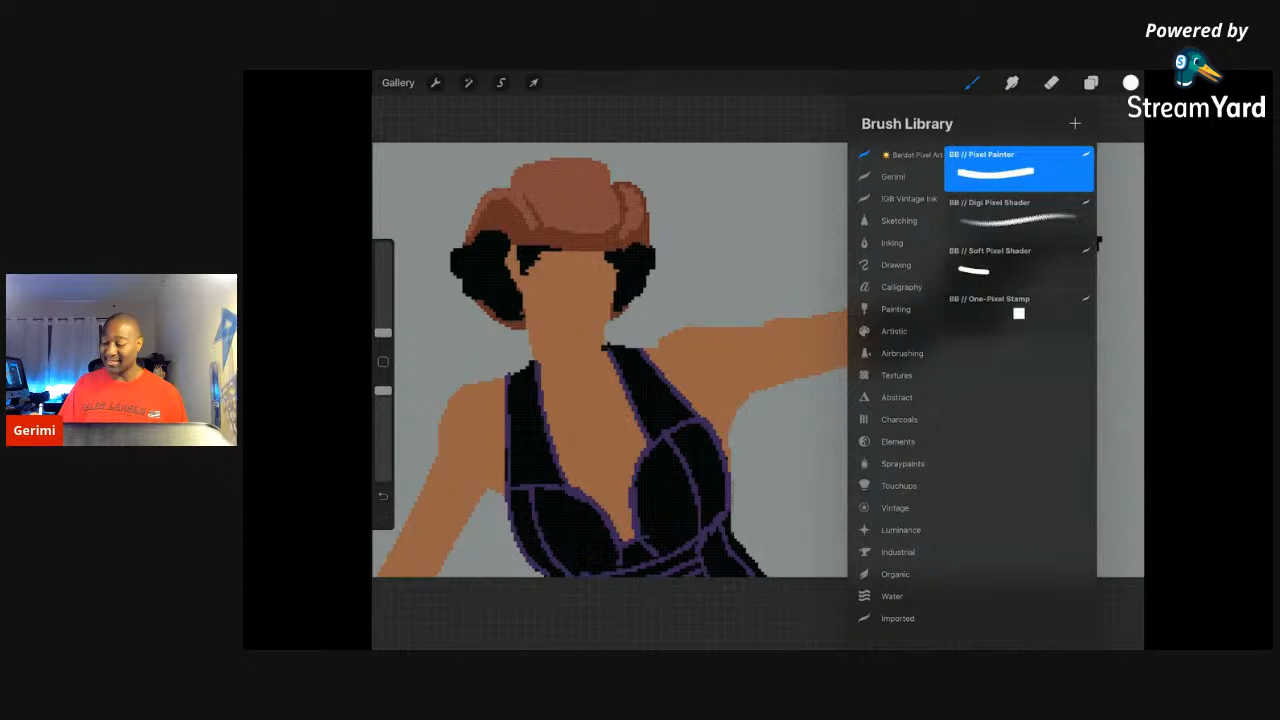 Powered by
StreamYard
Gallery
Brush Library
Bardot Pixel Art
Germi
IGB Vintage Ink
Sketching
Inking
Drawing
Calligraphy
Painting
Artistic
Airbrushing
Textures
Abstract
Charcoals
Elements
Spraypaints
Touchups
Vintage
Luminance
Industrial
Organic
Water
Imported
BB // Pixel Painter
BB // Digi Pixel Shader
BB // Soft Pixel Shader
BB // One-Pixel Stamp
Gerimi